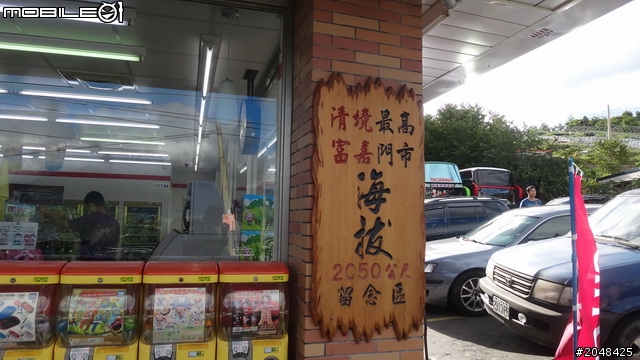 MOBILE01
清境最高
富嘉門市
海拔
2050公尺
留念區
SCANIA
#2048425